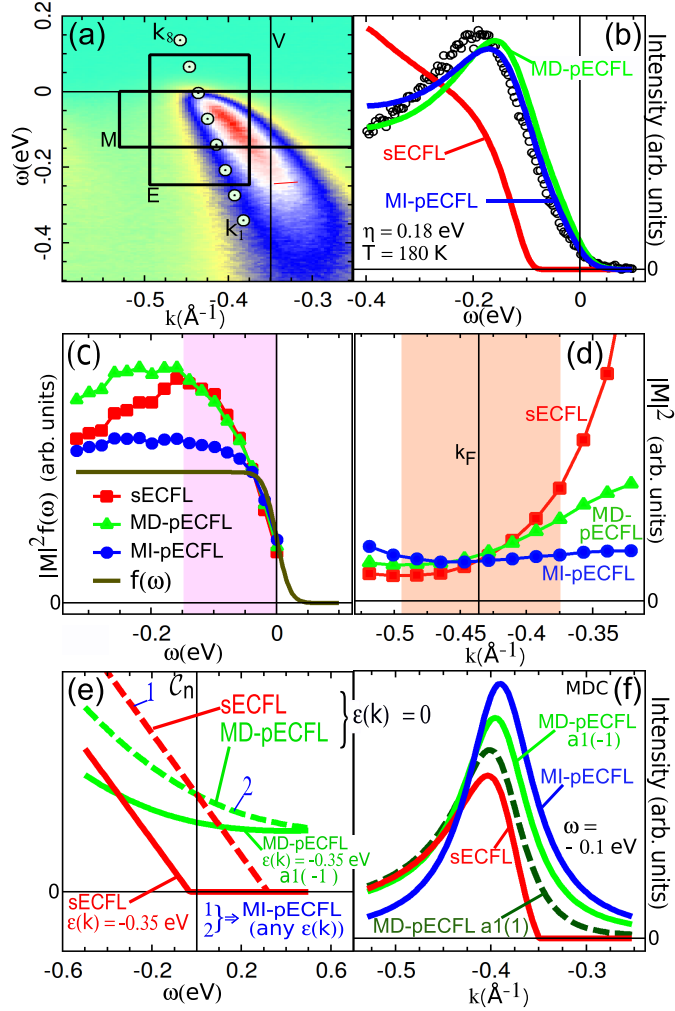 (a)
k8
V
M
E
k1
0.2
0
-0.2
-0.4
ω(eV)
-0.5
-0.4
-0.3
k(Å⁻¹)
(b)
MD-pECFL
sECFL
MI-pECFL
η = 0.18 eV
T = 180 K
0
Intensity (arb. units)
-0.4
-0.2
0
ω(eV)
(c)
sECFL
MD-pECFL
MI-pECFL
f(ω)
0
|M|²f(ω) (arb. units)
-0.2
0
ω(eV)
(d)
sECFL
kF
MD-
pECFL
MI-pECFL
0
|M|² (arb. units)
-0.5
-0.45
-0.4
-0.35
k(Å⁻¹)
(e)
1
𝒞n
sECFL
MD-pECFL
} ε(k) = 0
2
MD-pECFL
ε(k) = -0.35 eV
a1(-1)
sECFL
ε(k) = -0.35 eV
1
2
} ⇒ MI-pECFL
(any ε(k))
0
-0.6
-0.2
0.2
0.6
ω(eV)
(f)
MDC
MD-pECFL
a1(-1)
MI-pECFL
sECFL
ω =
- 0.1 eV
MD-pECFL a1(1)
0
Intensity (arb. units)
-0.5
-0.4
-0.3
k(Å⁻¹)